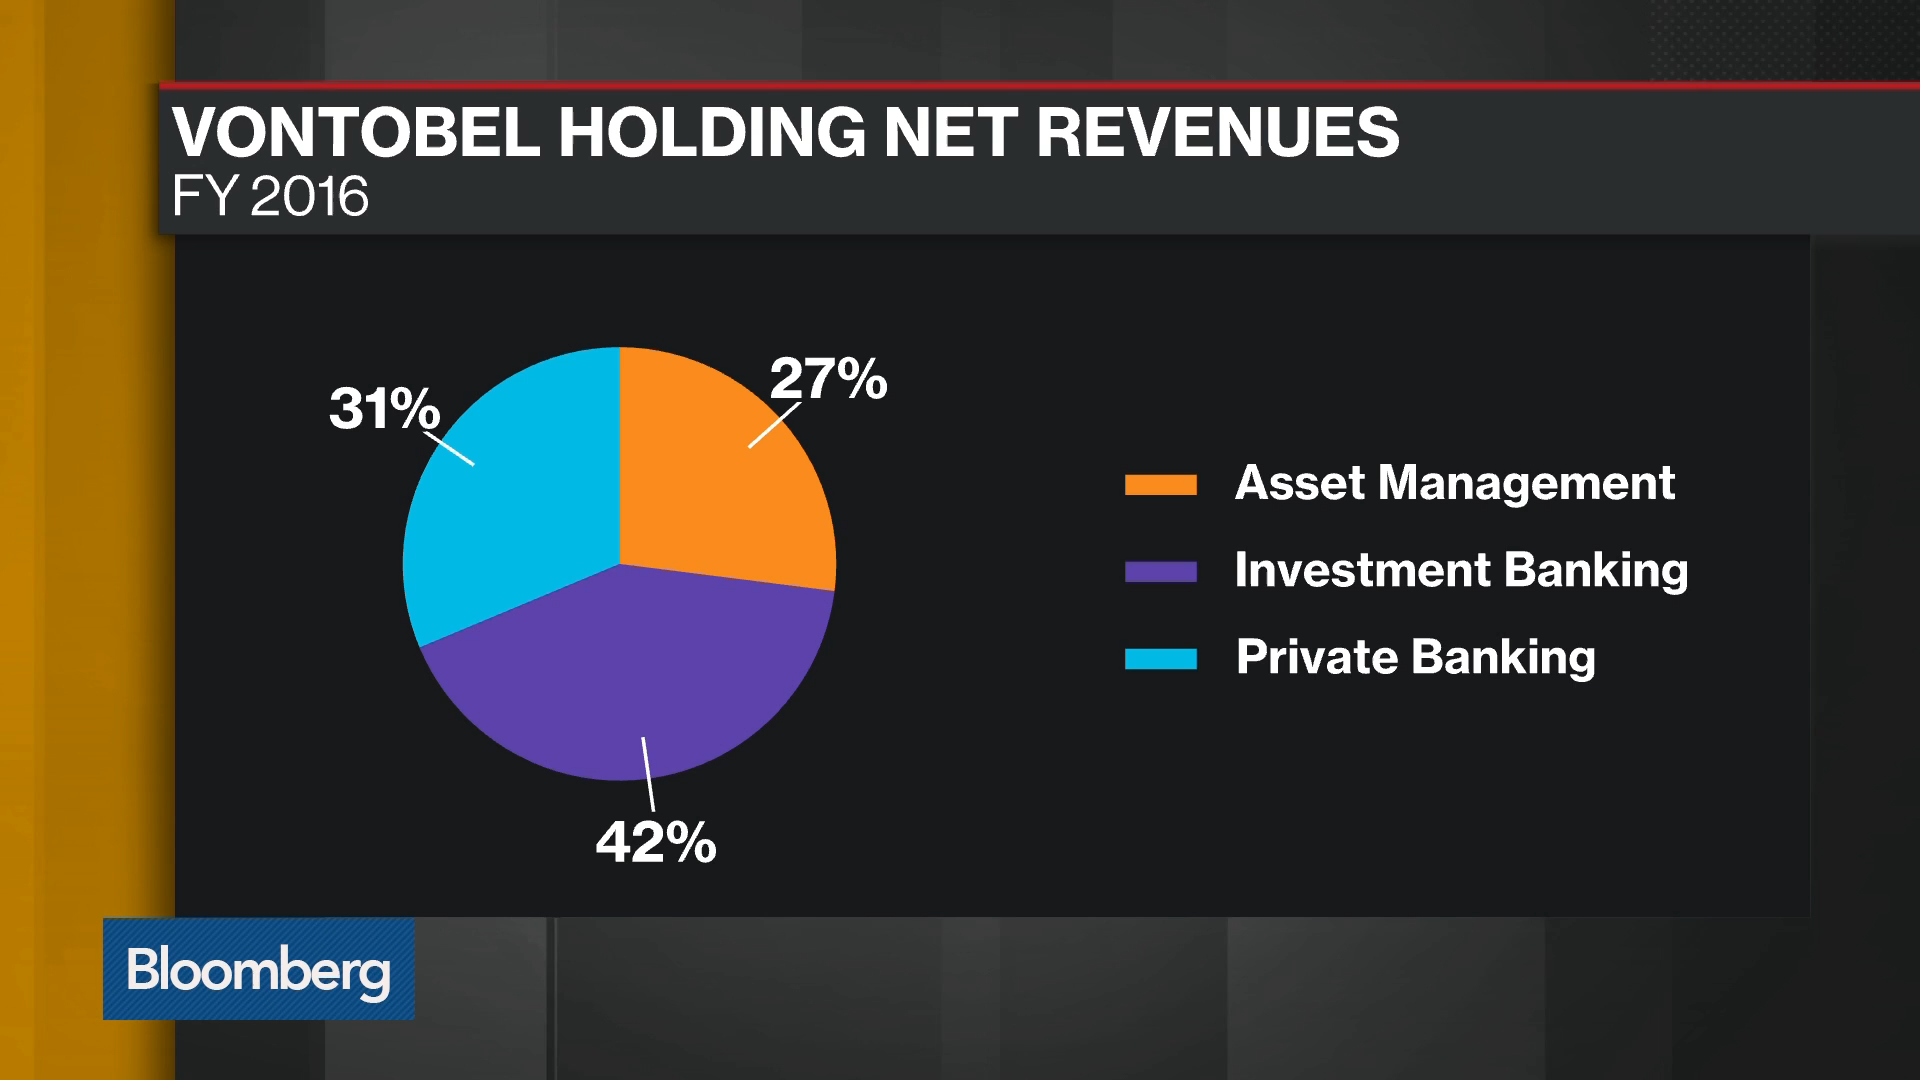 VONTOBEL HOLDING NET REVENUES
FY 2016
31%
27%
42%
Asset Management
Investment Banking
Private Banking
Bloomberg